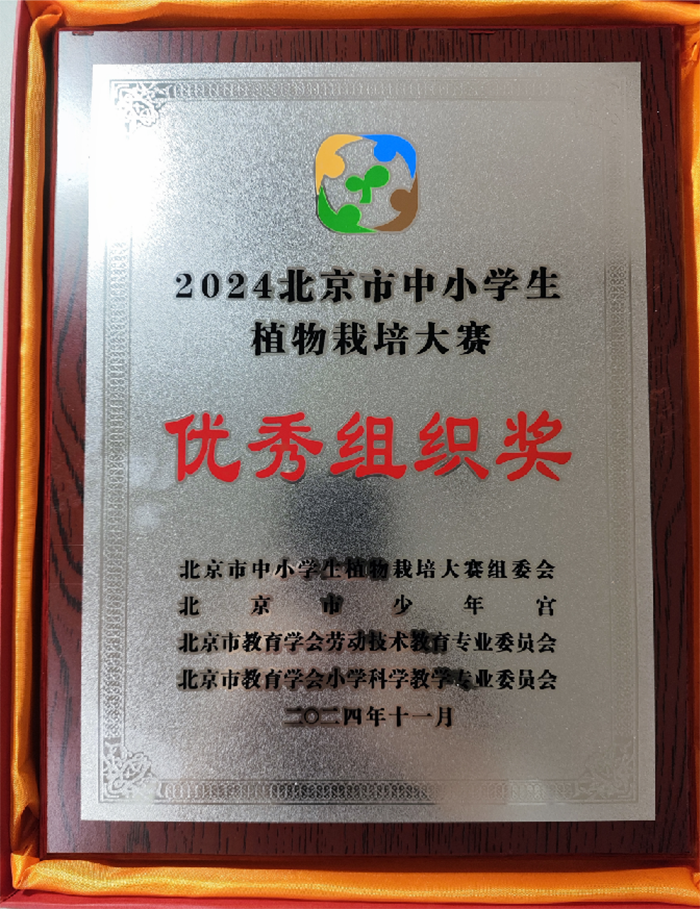 2024北京市中小学生
植物栽培大赛
优秀组织奖
北京市中小学生植物栽培大赛组委会
北京市少年宫
北京市教育学会劳动技术教育专业委员会
北京市教育学会小学科学教学专业委员会
二〇二四年十一月